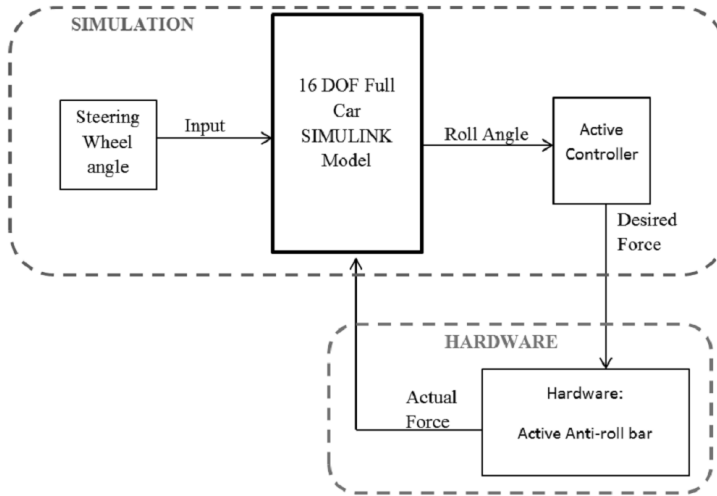 SIMULATION
Steering
Wheel
angle
Input
16 DOF Full
Car
SIMULINK
Model
Roll Angle
Active
Controller
Desired
Force
HARDWARE
Actual
Force
Hardware:
Active Anti-roll bar